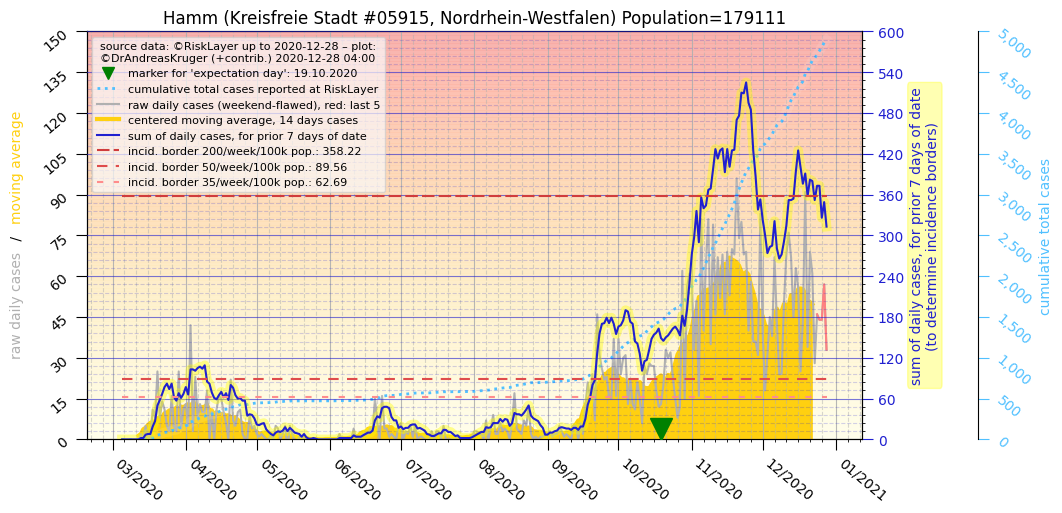 Hamm (Kreisfreie Stadt #05915, Nordrhein-Westfalen) Population=179111
source data: ©RiskLayer up to 2020-12-28 – plot:
©DrAndreasKruger (+contrib.) 2020-12-28 04:00
marker for 'expectation day': 19.10.2020
cumulative total cases reported at RiskLayer
raw daily cases (weekend-flawed), red: last 5
centered moving average, 14 days cases
sum of daily cases, for prior 7 days of date
incid. border 200/week/100k pop.: 358.22
incid. border 50/week/100k pop.: 89.56
incid. border 35/week/100k pop.: 62.69
raw daily cases / moving average
150
135
120
105
90
75
60
45
30
15
0
03/2020
04/2020
05/2020
06/2020
07/2020
08/2020
09/2020
10/2020
11/2020
12/2020
01/2021
600
540
480
420
360
300
240
180
120
60
0
sum of daily cases, for prior 7 days of date
(to determine incidence borders)
5,000
4,500
4,000
3,500
3,000
2,500
2,000
1,500
1,000
500
0
cumulative total cases